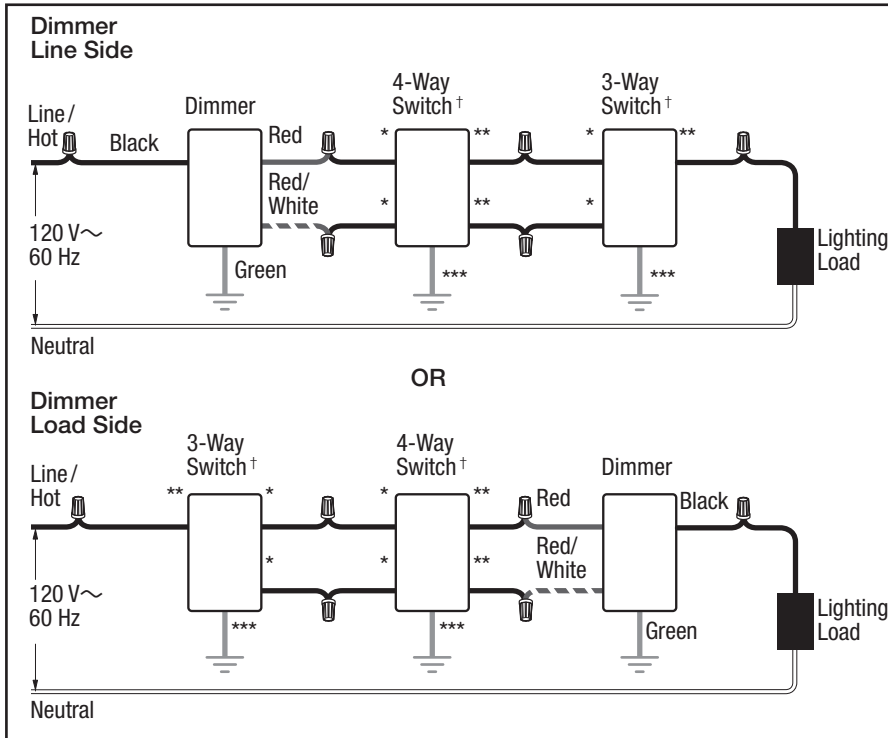 Dimmer
Line Side
4-Way
Switch †
3-Way
Switch †
Dimmer
Line/
Hot
Black
Red
*
**
*
**
Red/
White
*
**
*
120 V~
60 Hz
Green
***
***
Lighting
Load
Neutral
OR
Dimmer
Load Side
3-Way
Switch †
4-Way
Switch †
Dimmer
Line/
Hot
**
*
*
**
Red
Black
*
*
**
Red/
White
120 V~
60 Hz
***
***
Green
Lighting
Load
Neutral